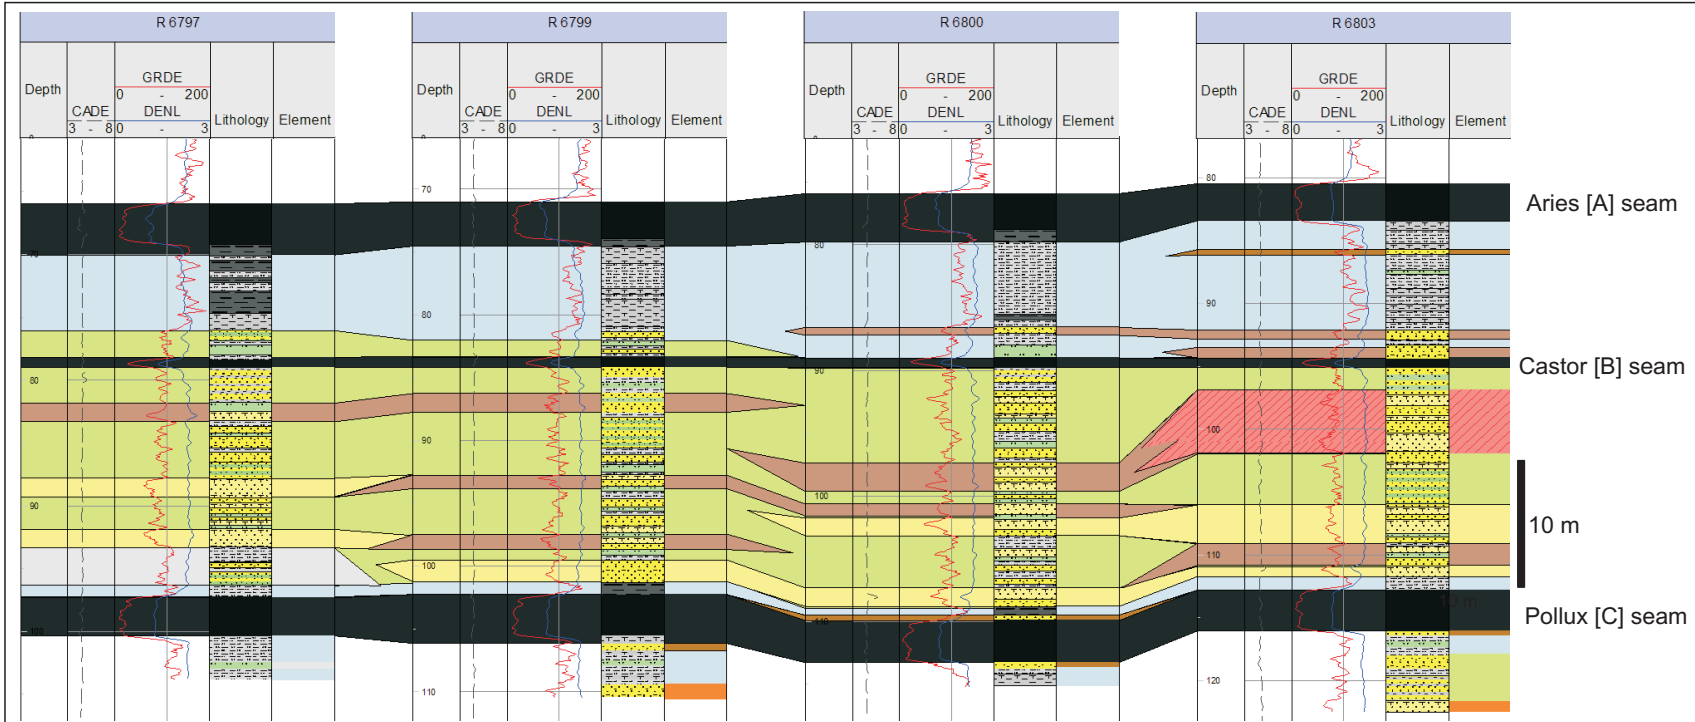 R 6797
Depth
CADE
3 - 8
GRDE
0 - 200
DENL
0 - 3
Lithology
Element
70
80
90
100
R 6799
Depth
CADE
3 - 8
GRDE
0 - 200
DENL
0 - 3
Lithology
Element
70
80
90
100
110
R 6800
Depth
CADE
3 - 8
GRDE
0 - 200
DENL
0 - 3
Lithology
Element
80
90
100
110
R 6803
Depth
CADE
3 - 8
GRDE
0 - 200
DENL
0 - 3
Lithology
Element
80
90
100
110
120
Aries [A] seam
Castor [B] seam
10 m
10 m
Pollux [C] seam